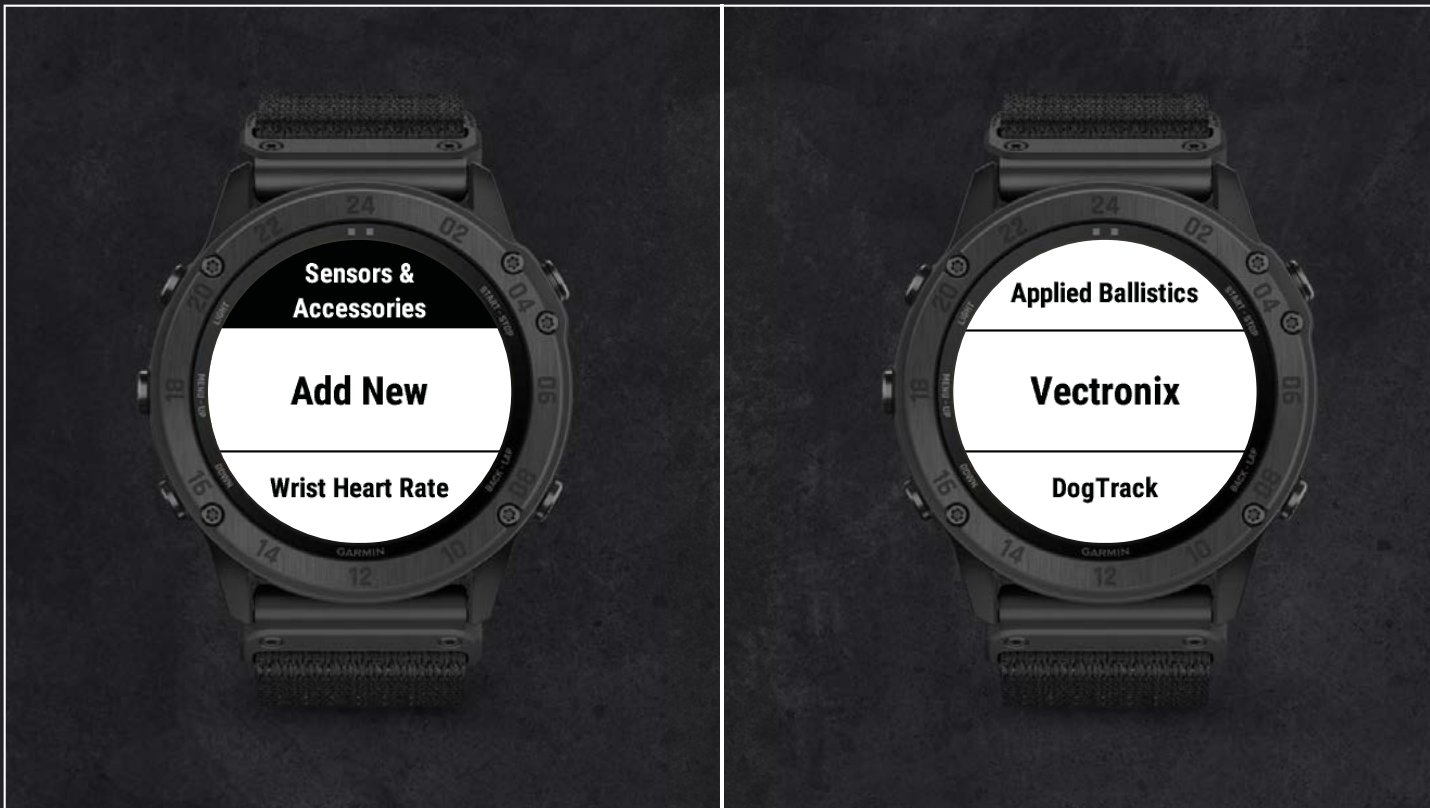 24
22
02
20
04
LIGHT
START · STOP
Sensors &
Accessories
18
MENU · UP
Add New
06
16
DOWN
Wrist Heart Rate
BACK · LAP
08
14
GARMIN
10
12
24
22
02
20
04
LIGHT
START · STOP
Applied Ballistics
18
MENU · UP
Vectronix
06
16
DOWN
DogTrack
BACK · LAP
08
14
GARMIN
10
12